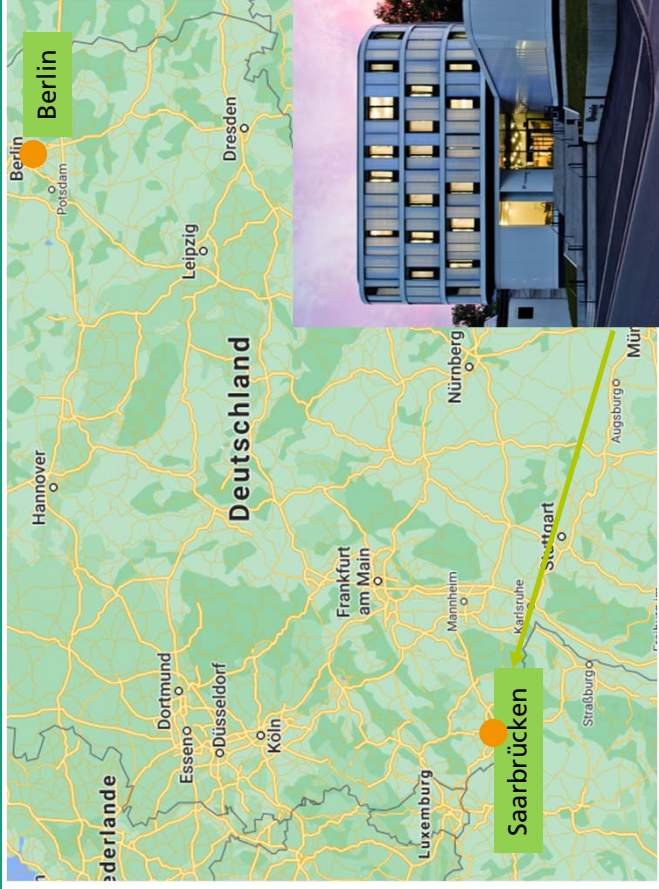 Berlin
Berlin
Potsdam
Hannover
Dresden
Leipzig
Deutschland
Dortmund
Essen
Düsseldorf
Köln
ederlande
Frankfurt
am Main
Nürnberg
Mannheim
Luxemburg
Karlsruhe
Stuttgart
Augsburg
Mün
Saarbrücken
Straßburg